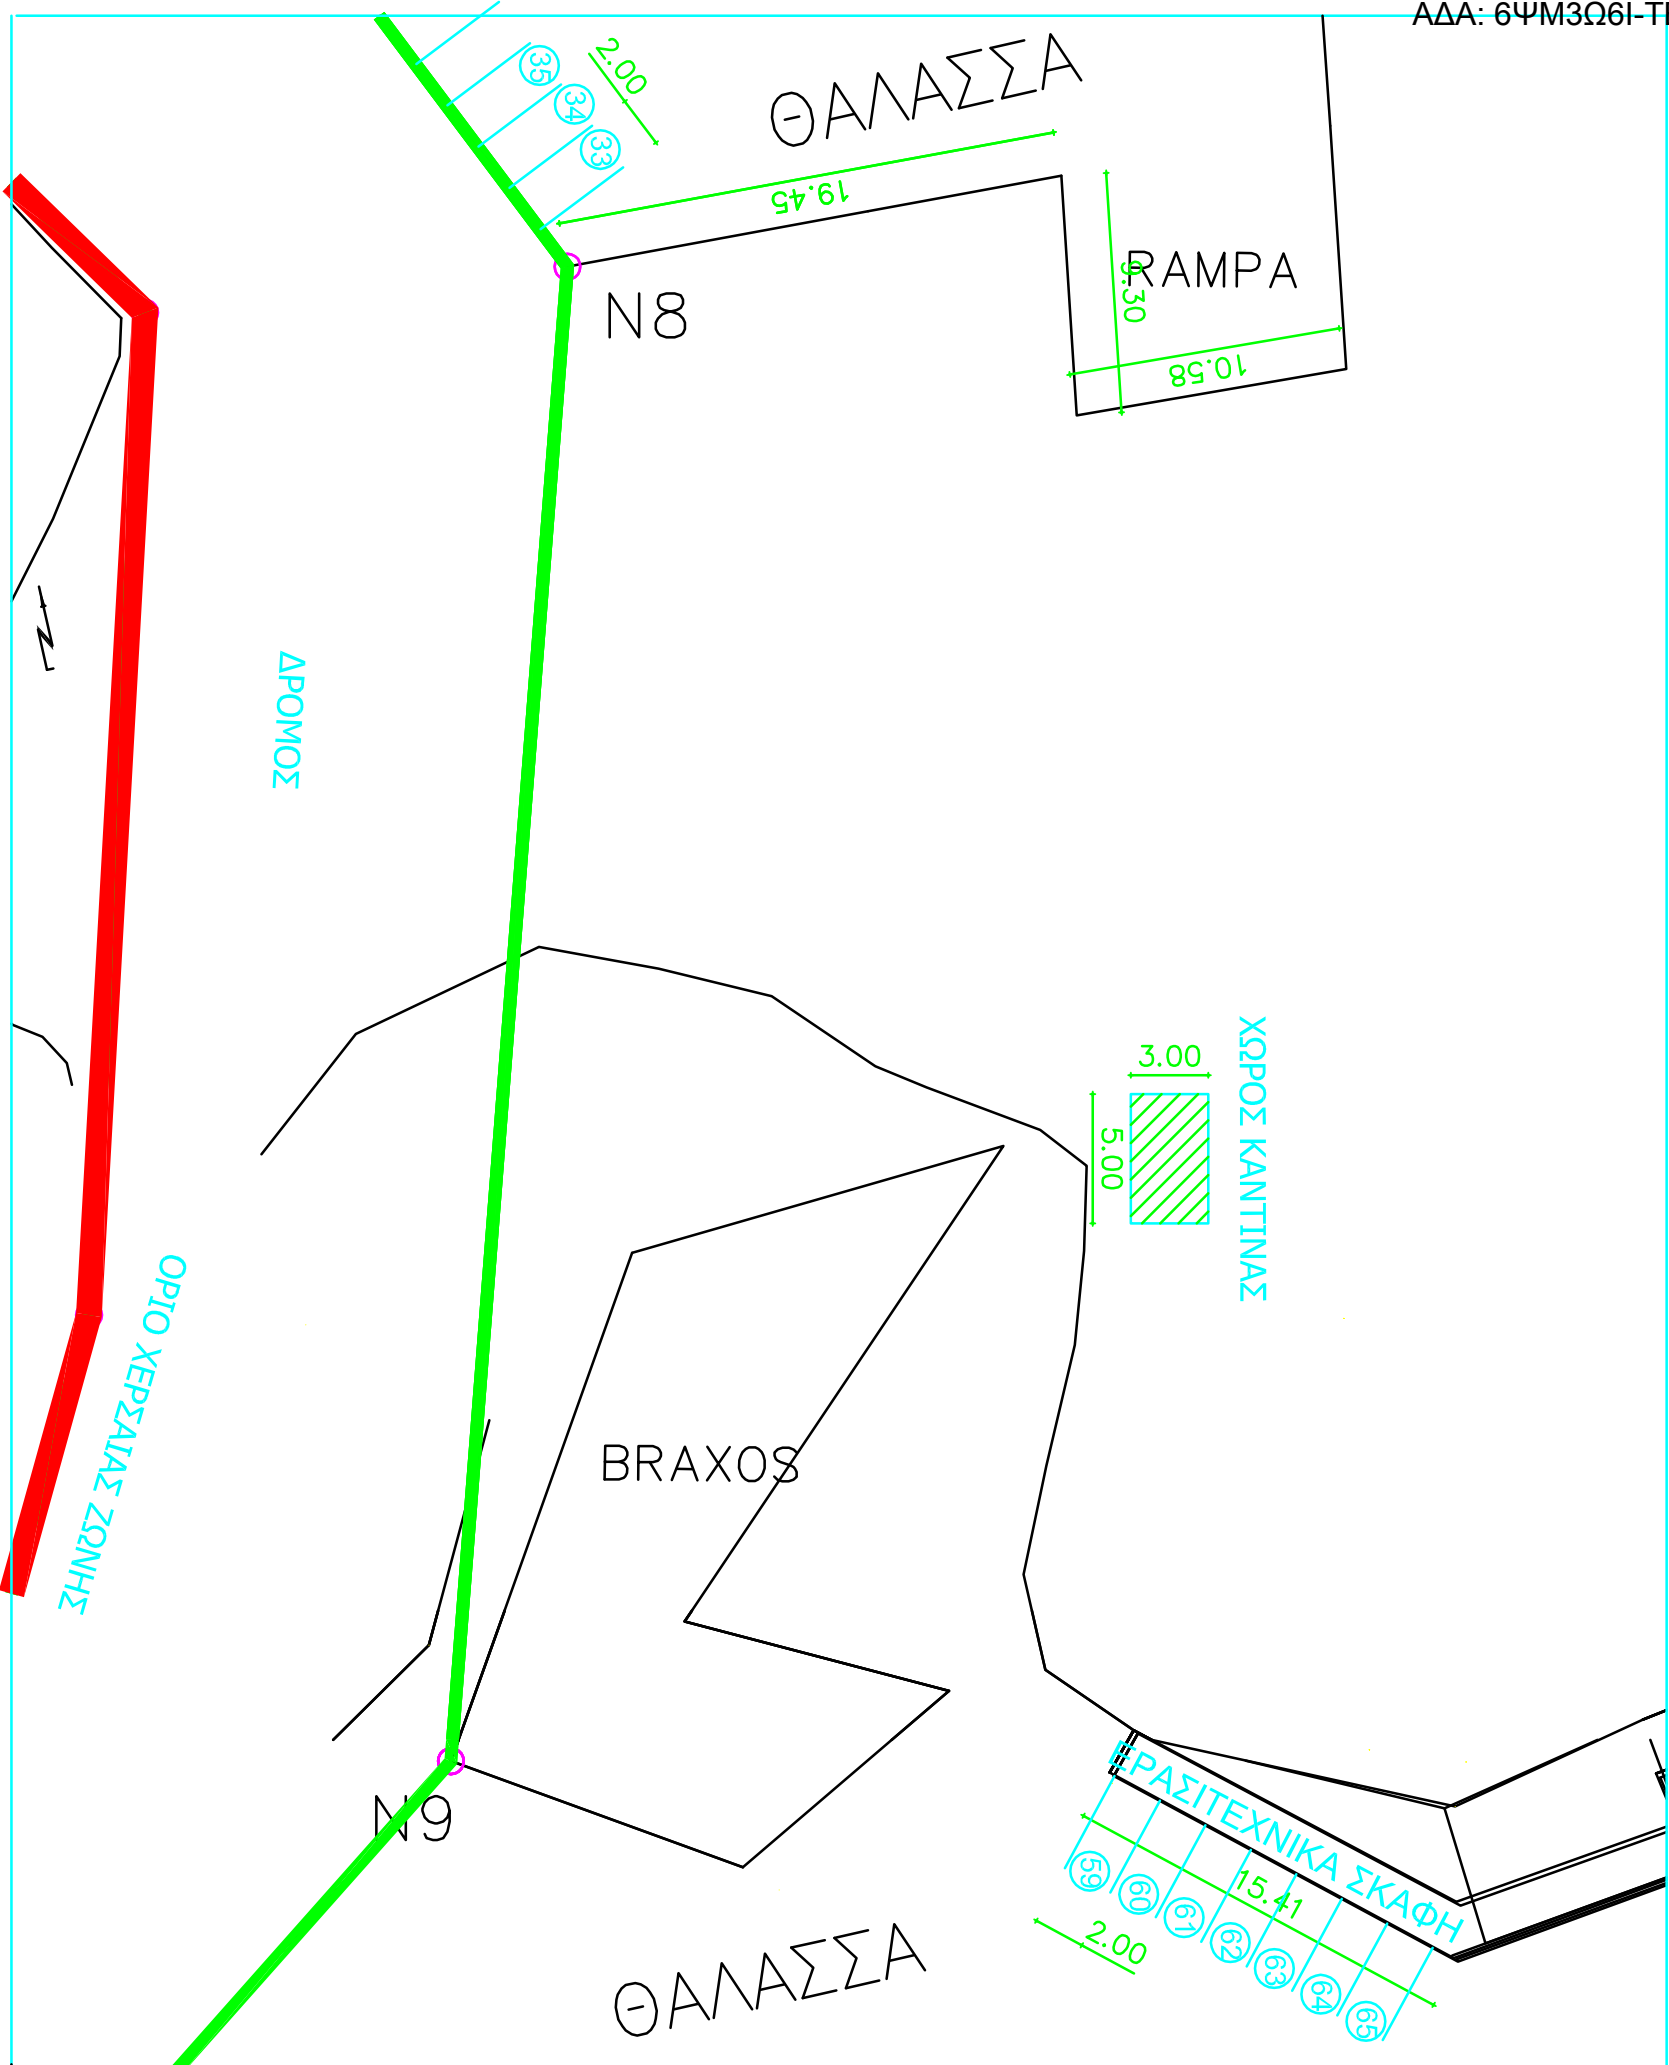 ΑΔΑ: 6ΨΜ3Ω6Ι-ΤΙ
35
34
33
2.00
ΘΑΛΑΣΣΑ
19.45
RAMPA
9.30
10.58
N8
ΔΡΟΜΟΣ
3.00
5.00
ΧΩΡΟΣ ΚΑΝΤΙΝΑΣ
ΟΡΙΟ ΧΕΡΣΑΙΑΣ ΖΩΝΗΣ
BRAXOS
N9
ΕΡΑΣΙΤΕΧΝΙΚΑ ΣΚΑΦΗ
15.41
2.00
59
60
61
62
63
64
65
ΘΑΛΑΣΣΑ